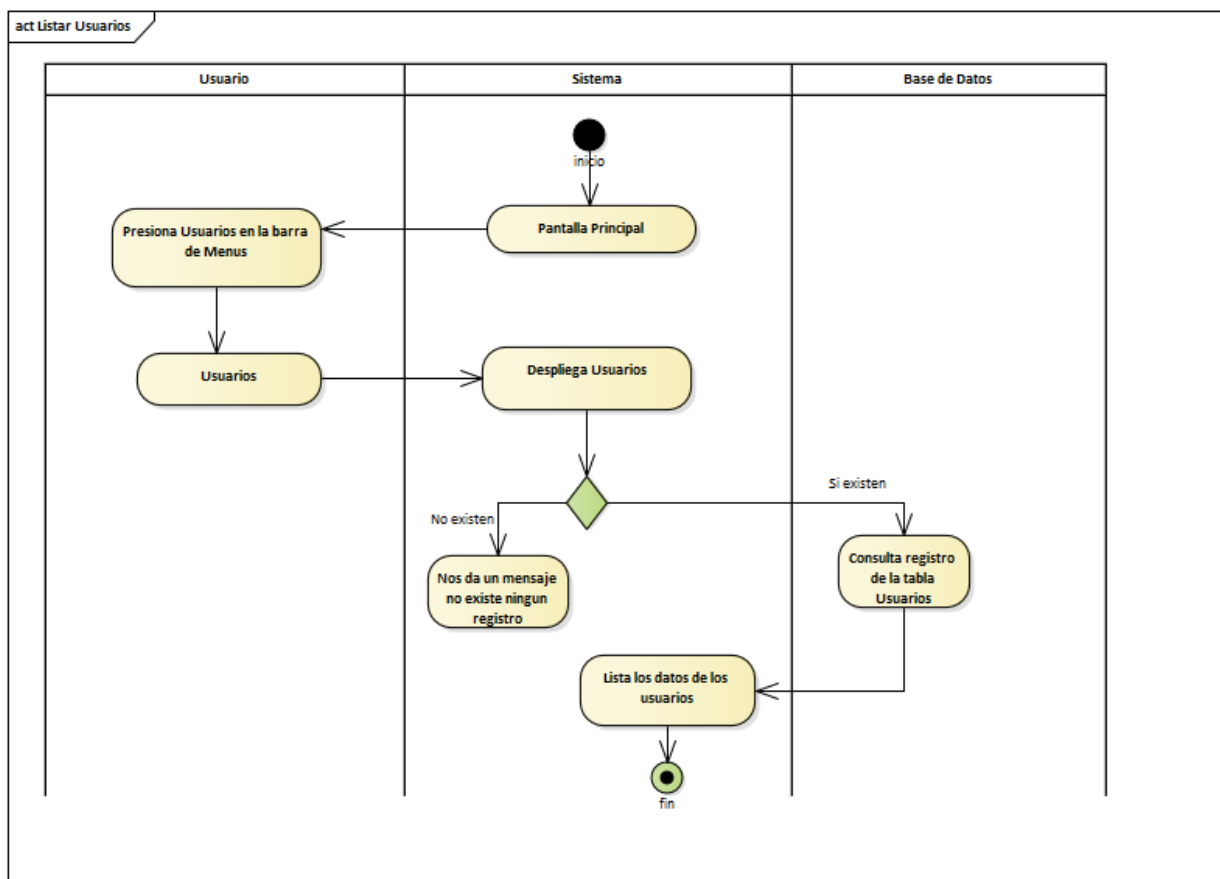 act Listar Usuarios
Usuario
Sistema
Base de Datos
inicio
Pantalla Principal
Presiona Usuarios en la barra
de Menus
Usuarios
Despliega Usuarios
Si existen
No existen
Nos da un mensaje
no existe ningun
registro
Consulta registro
de la tabla
Usuarios
Lista los datos de los
usuarios
fin